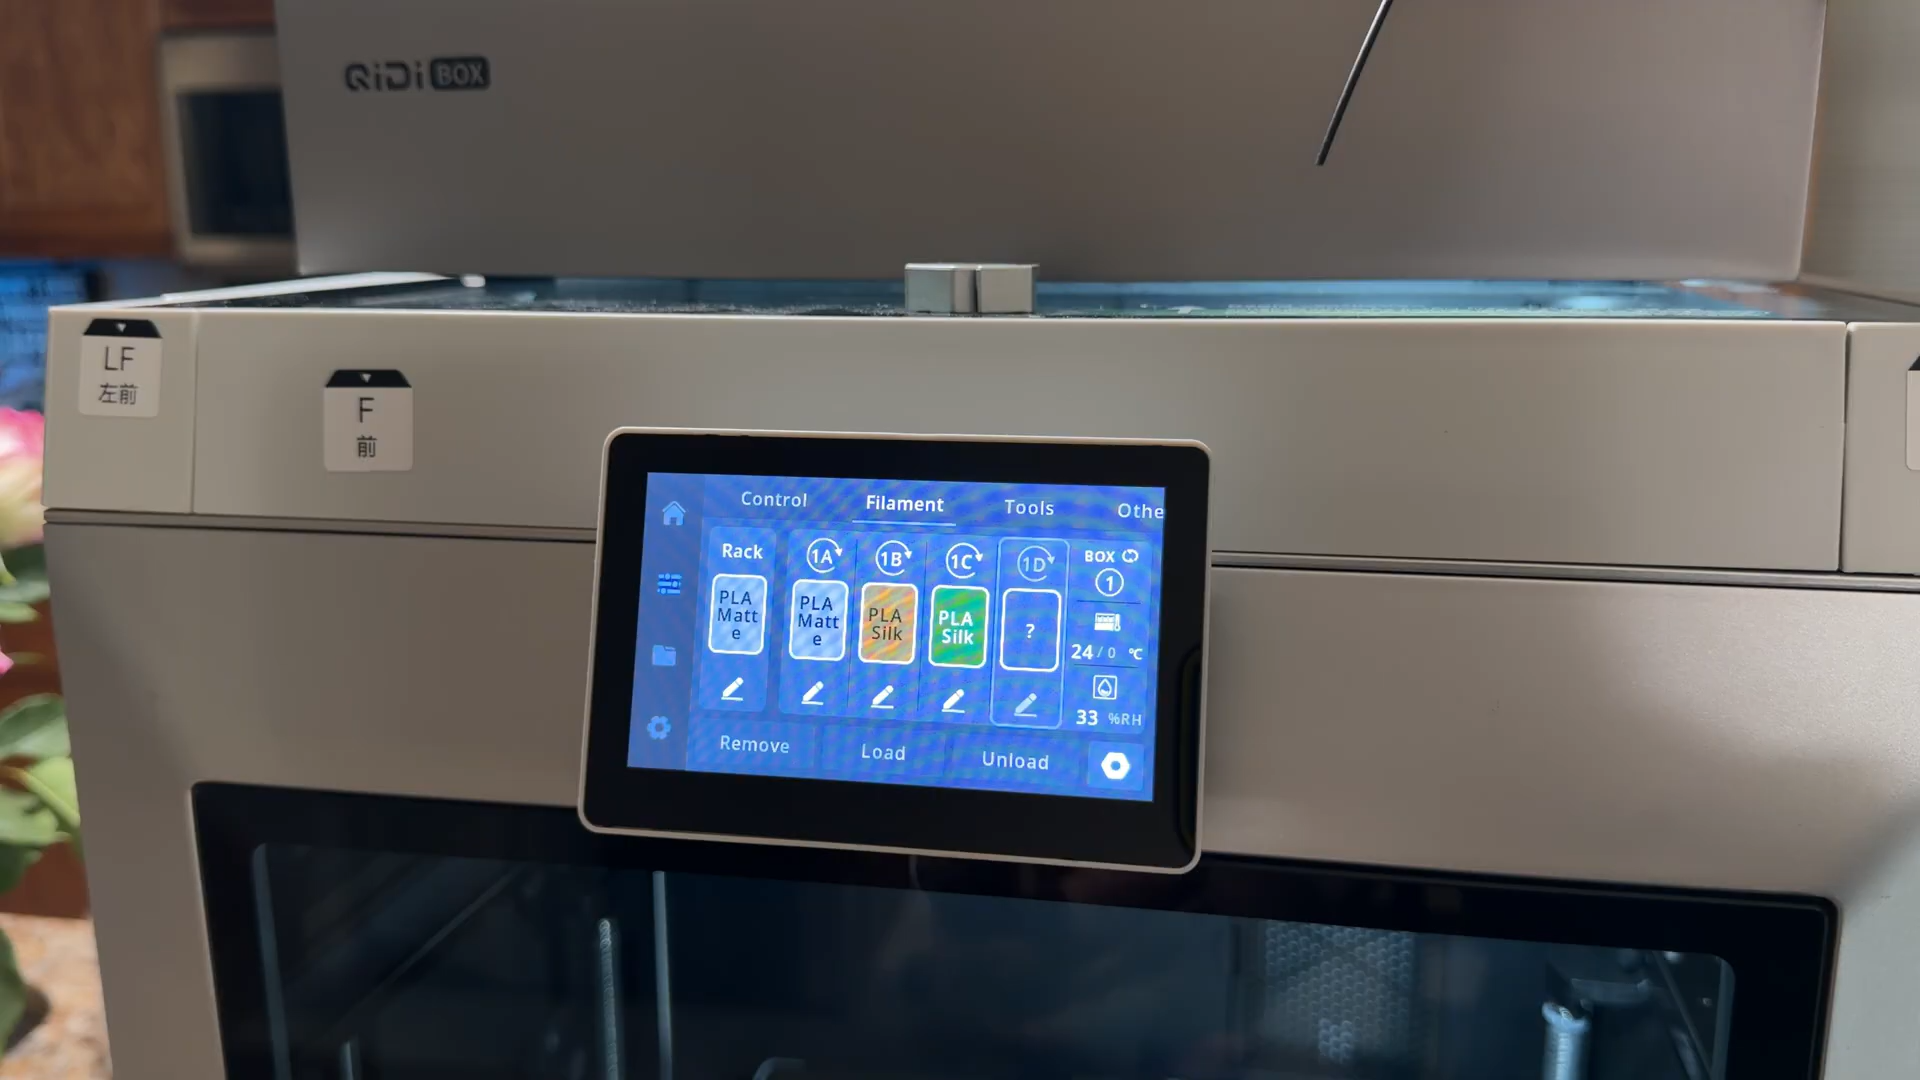 QIDI BOX
LF
左前
F
前
Control Filament Tools Othe
Rack 1A 1B 1C 1D BOX
1
PLA
Matt
e
PLA
Matt
e
PLA
Silk
PLA
Silk
?
24/0 ℃
33 %RH
Remove Load Unload